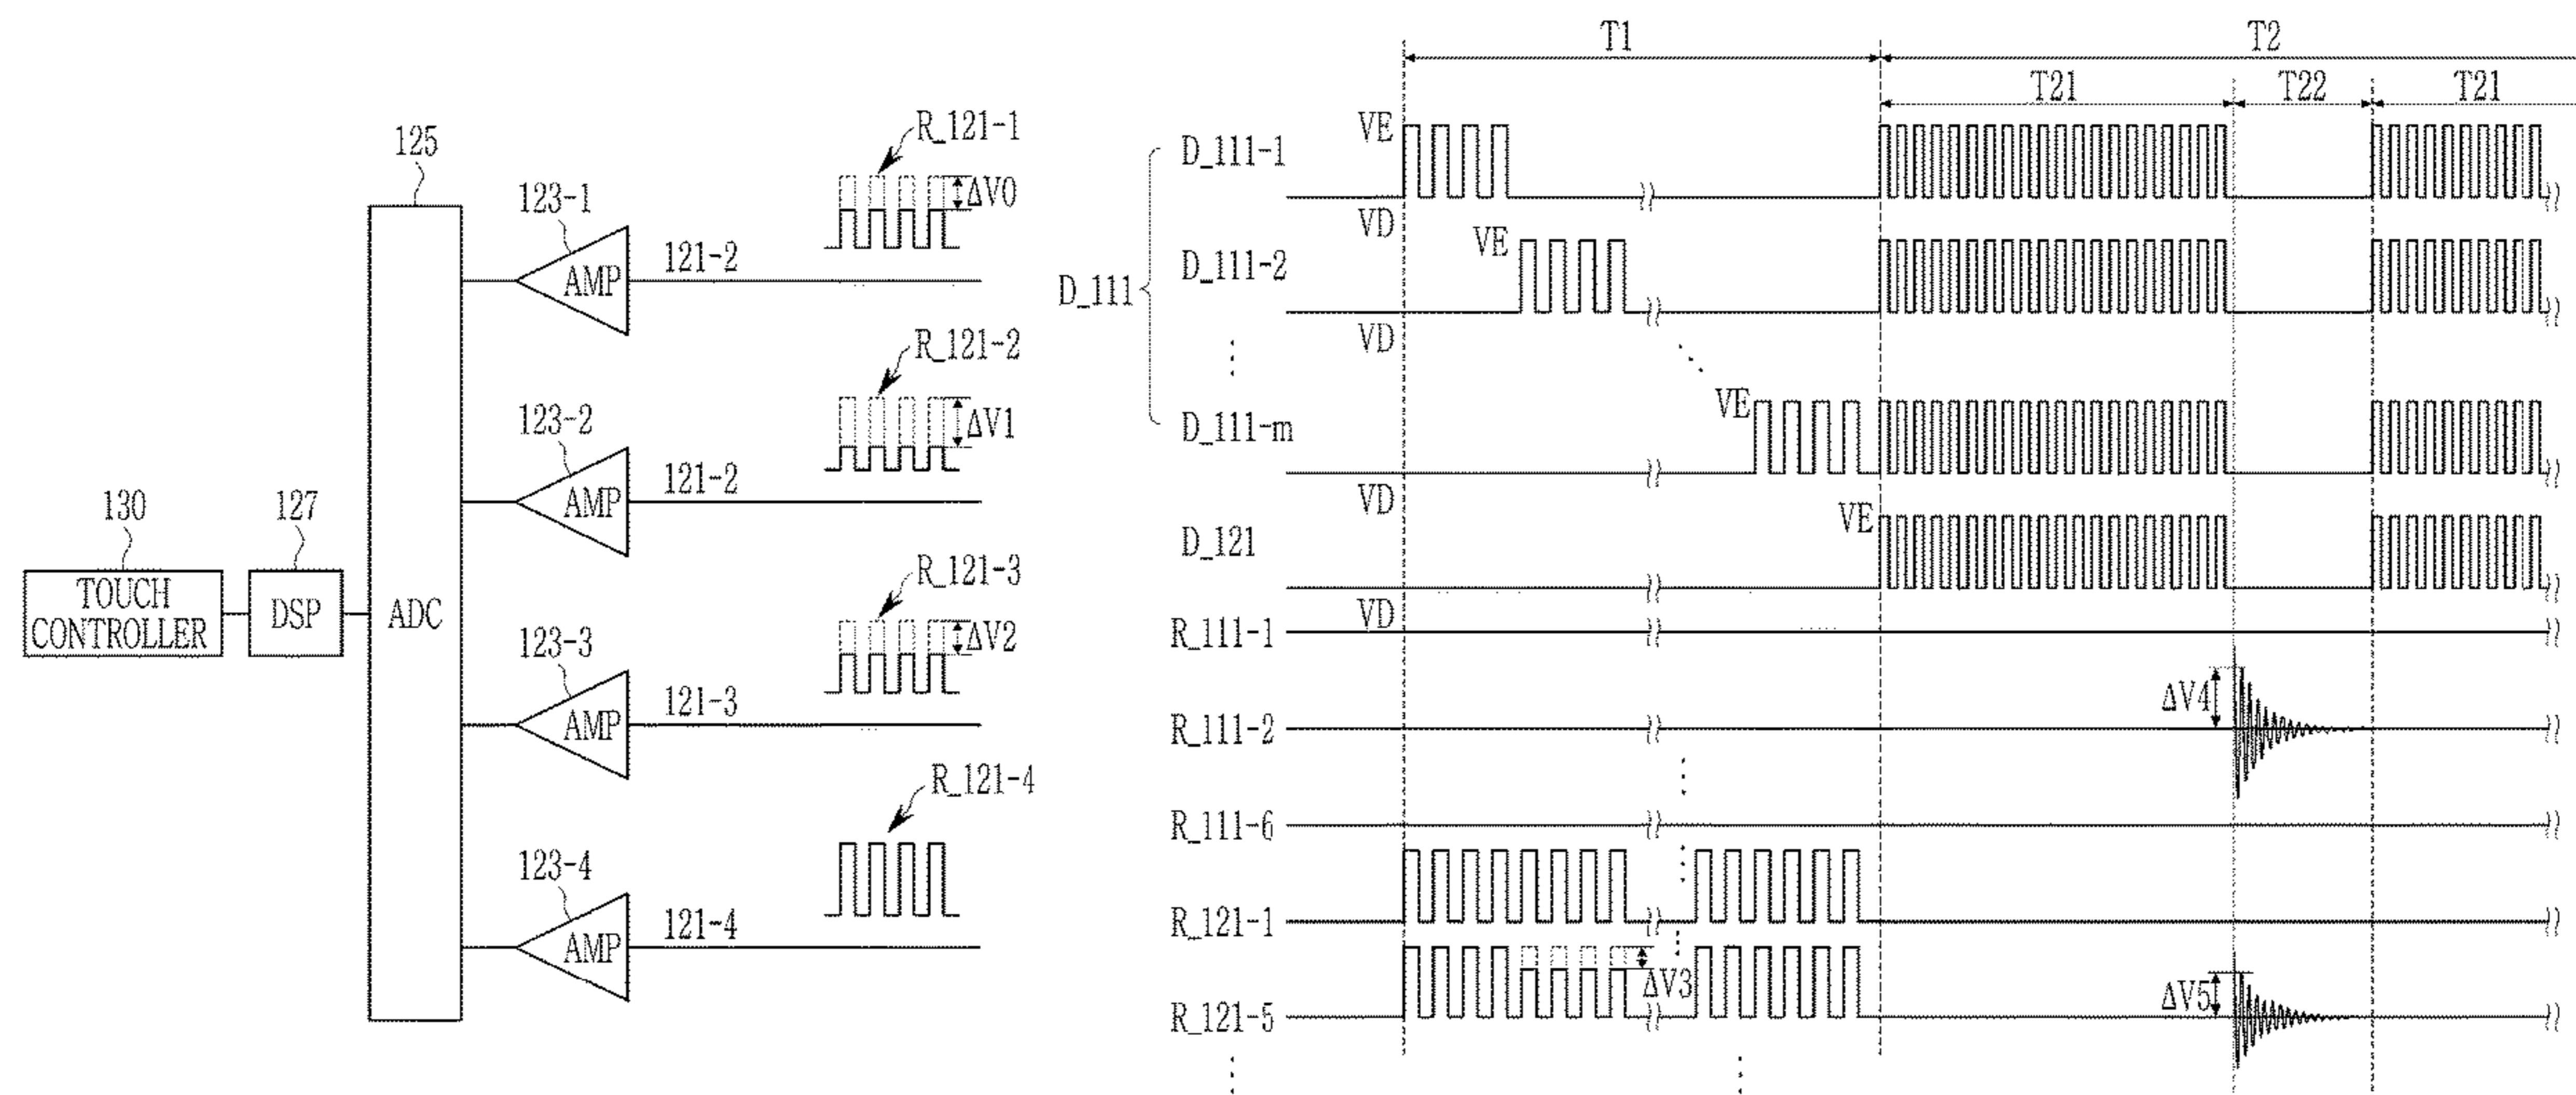 125
123-1
AMP
121-2
R_121-1
ΔV0
123-2
AMP
121-2
R_121-2
ΔV1
130
TOUCH
CONTROLLER
127
DSP
ADC
123-3
AMP
121-3
R_121-3
ΔV2
123-4
AMP
121-4
R_121-4
T1
T2
T21
T22
T21
D_111
D_111-1
VE
VD
D_111-2
VE
VD
D_111-m
VE
VD
D_121
VE
VD
R_111-1
R_111-2
ΔV4
R_111-6
R_121-1
R_121-5
ΔV3
ΔV5